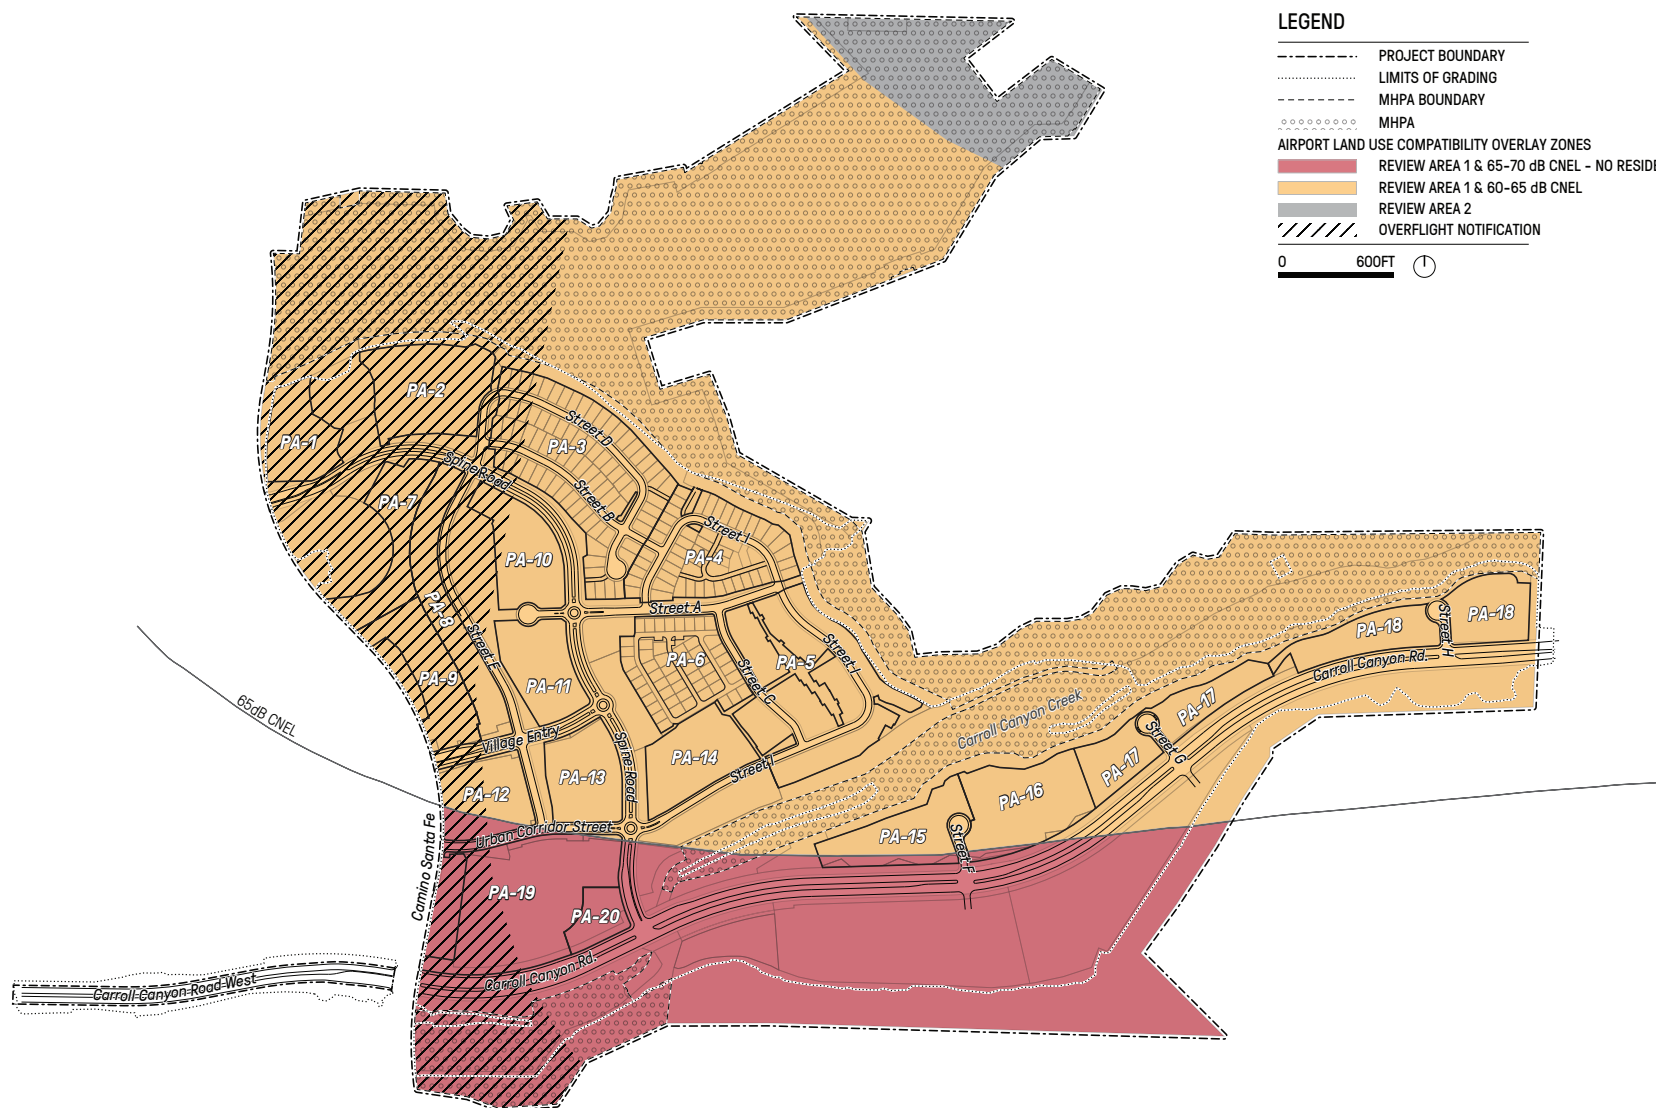 LEGEND
PROJECT BOUNDARY
LIMITS OF GRADING
MHPA BOUNDARY
MHPA
AIRPORT LAND USE COMPATIBILITY OVERLAY ZONES
REVIEW AREA 1 & 65-70 dB CNEL - NO RESIDE
REVIEW AREA 1 & 60-65 dB CNEL
REVIEW AREA 2
OVERFLIGHT NOTIFICATION
0 600FT
PA-2
PA-1
PA-3
Street D
Spine Road
PA-7
Street B
Street I
PA-4
PA-10
PA-8
Street A
Street E
PA-6
PA-5
Street I
PA-9
PA-11
Street C
PA-18
PA-18
Street H
Carroll Canyon Rd.
65dB CNEL
Village Entry
Spine Road
PA-14
Street I
Carroll Canyon Creek
PA-17
Street G
PA-17
PA-13
PA-12
PA-16
Urban Corridor Street
PA-15
Street F
Camino Santa Fe
PA-19
PA-20
Carroll Canyon Rd.
Carroll Canyon Road West